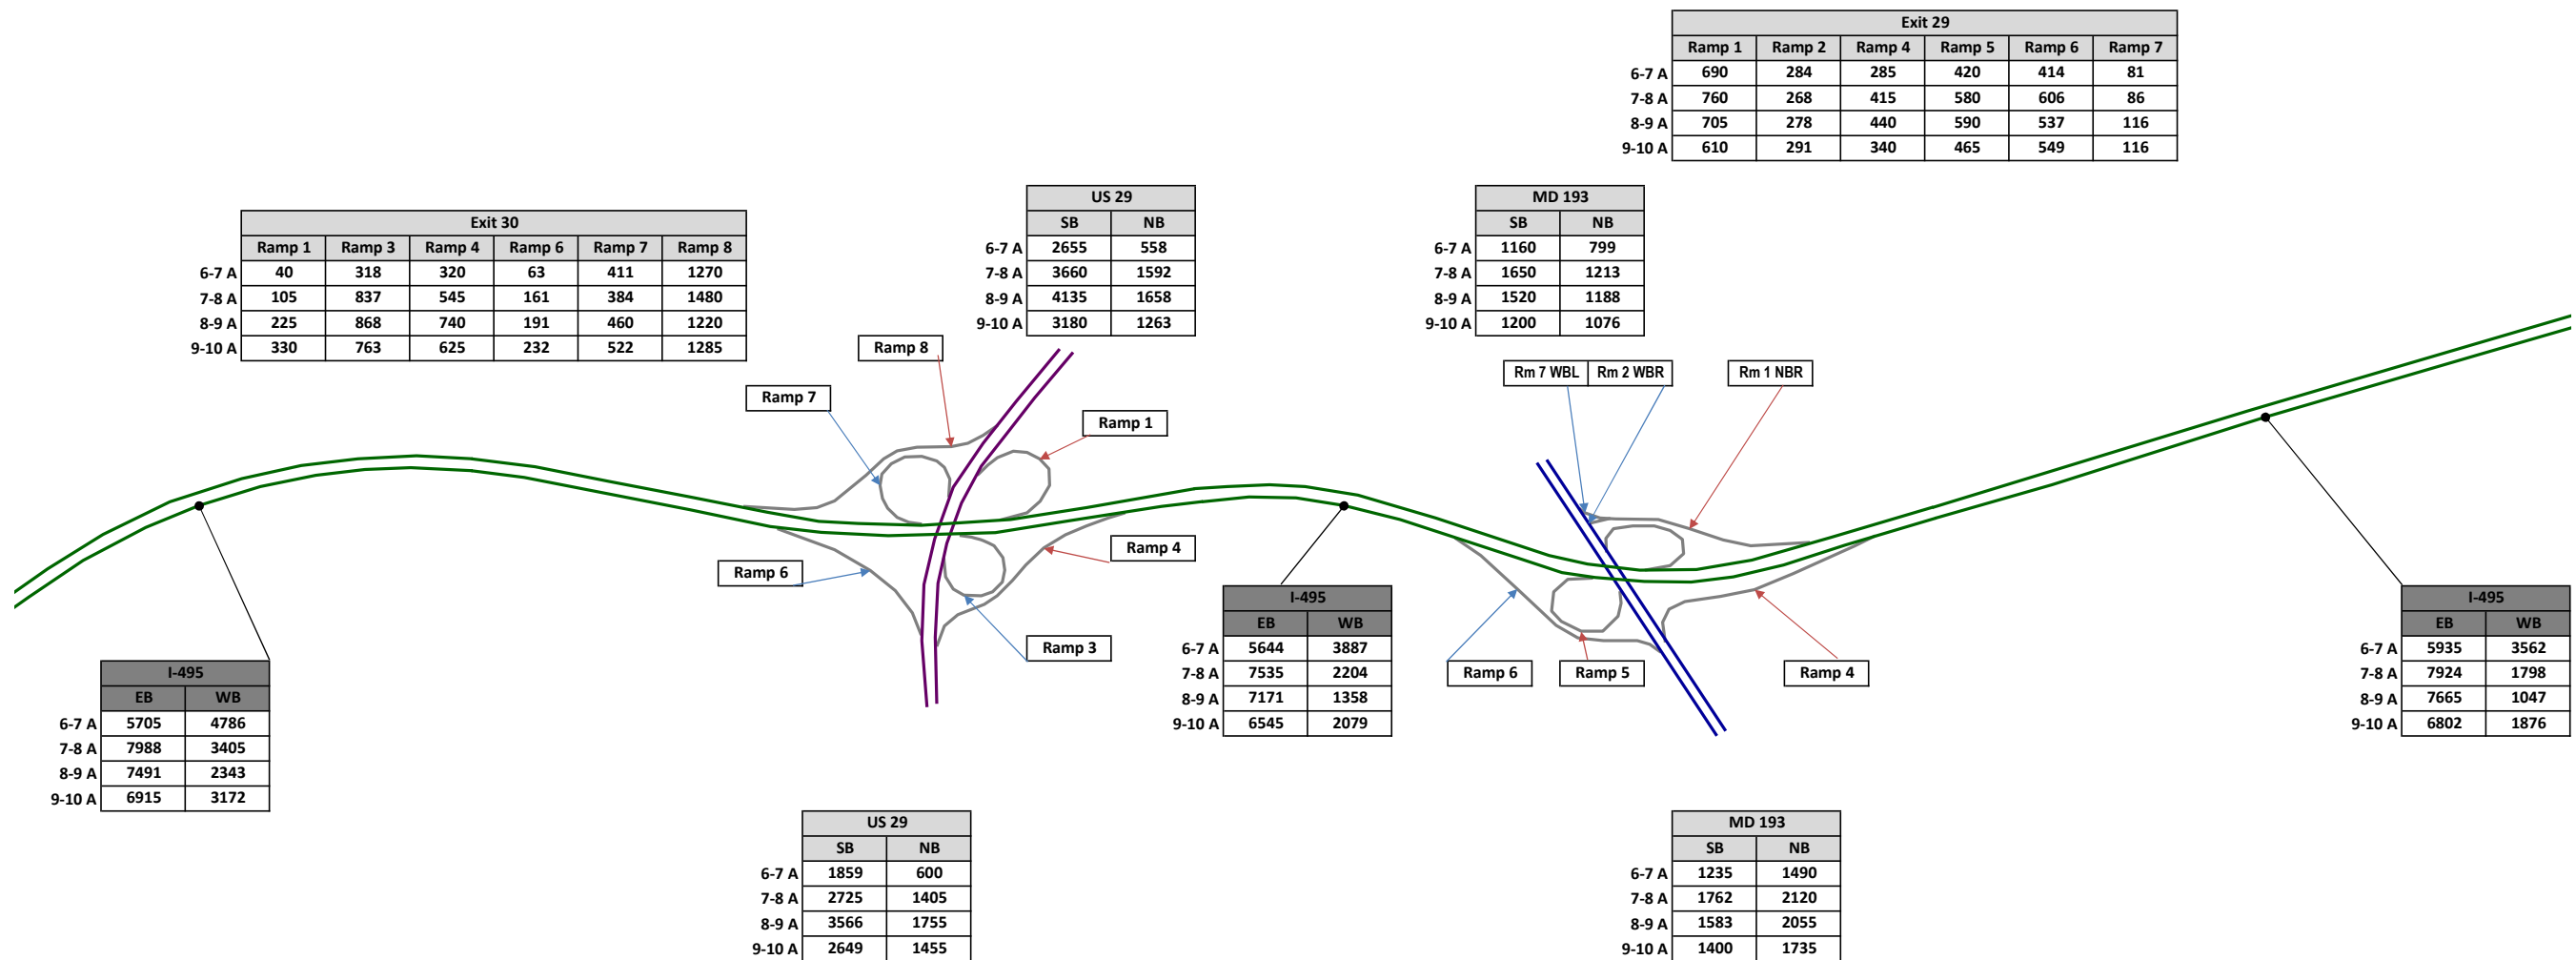 Exit 29
Ramp 1 Ramp 2 Ramp 4 Ramp 5 Ramp 6 Ramp 7
6-7 A 690 284 285 420 414 81
7-8 A 760 268 415 580 606 86
8-9 A 705 278 440 590 537 116
9-10 A 610 291 340 465 549 116
Exit 30
Ramp 1 Ramp 3 Ramp 4 Ramp 6 Ramp 7 Ramp 8
6-7 A 40 318 320 63 411 1270
7-8 A 105 837 545 161 384 1480
8-9 A 225 868 740 191 460 1220
9-10 A 330 763 625 232 522 1285
US 29
SB NB
6-7 A 2655 558
7-8 A 3660 1592
8-9 A 4135 1658
9-10 A 3180 1263
MD 193
SB NB
6-7 A 1160 799
7-8 A 1650 1213
8-9 A 1520 1188
9-10 A 1200 1076
Ramp 8
Ramp 7
Ramp 1
Rm 7 WBL Rm 2 WBR
Rm 1 NBR
Ramp 6
Ramp 4
Ramp 3
Ramp 6
Ramp 5
Ramp 4
I-495
EB WB
6-7 A 5705 4786
7-8 A 7988 3405
8-9 A 7491 2343
9-10 A 6915 3172
I-495
EB WB
6-7 A 5644 3887
7-8 A 7535 2204
8-9 A 7171 1358
9-10 A 6545 2079
I-495
EB WB
6-7 A 5935 3562
7-8 A 7924 1798
8-9 A 7665 1047
9-10 A 6802 1876
US 29
SB NB
6-7 A 1859 600
7-8 A 2725 1405
8-9 A 3566 1755
9-10 A 2649 1455
MD 193
SB NB
6-7 A 1235 1490
7-8 A 1762 2120
8-9 A 1583 2055
9-10 A 1400 1735